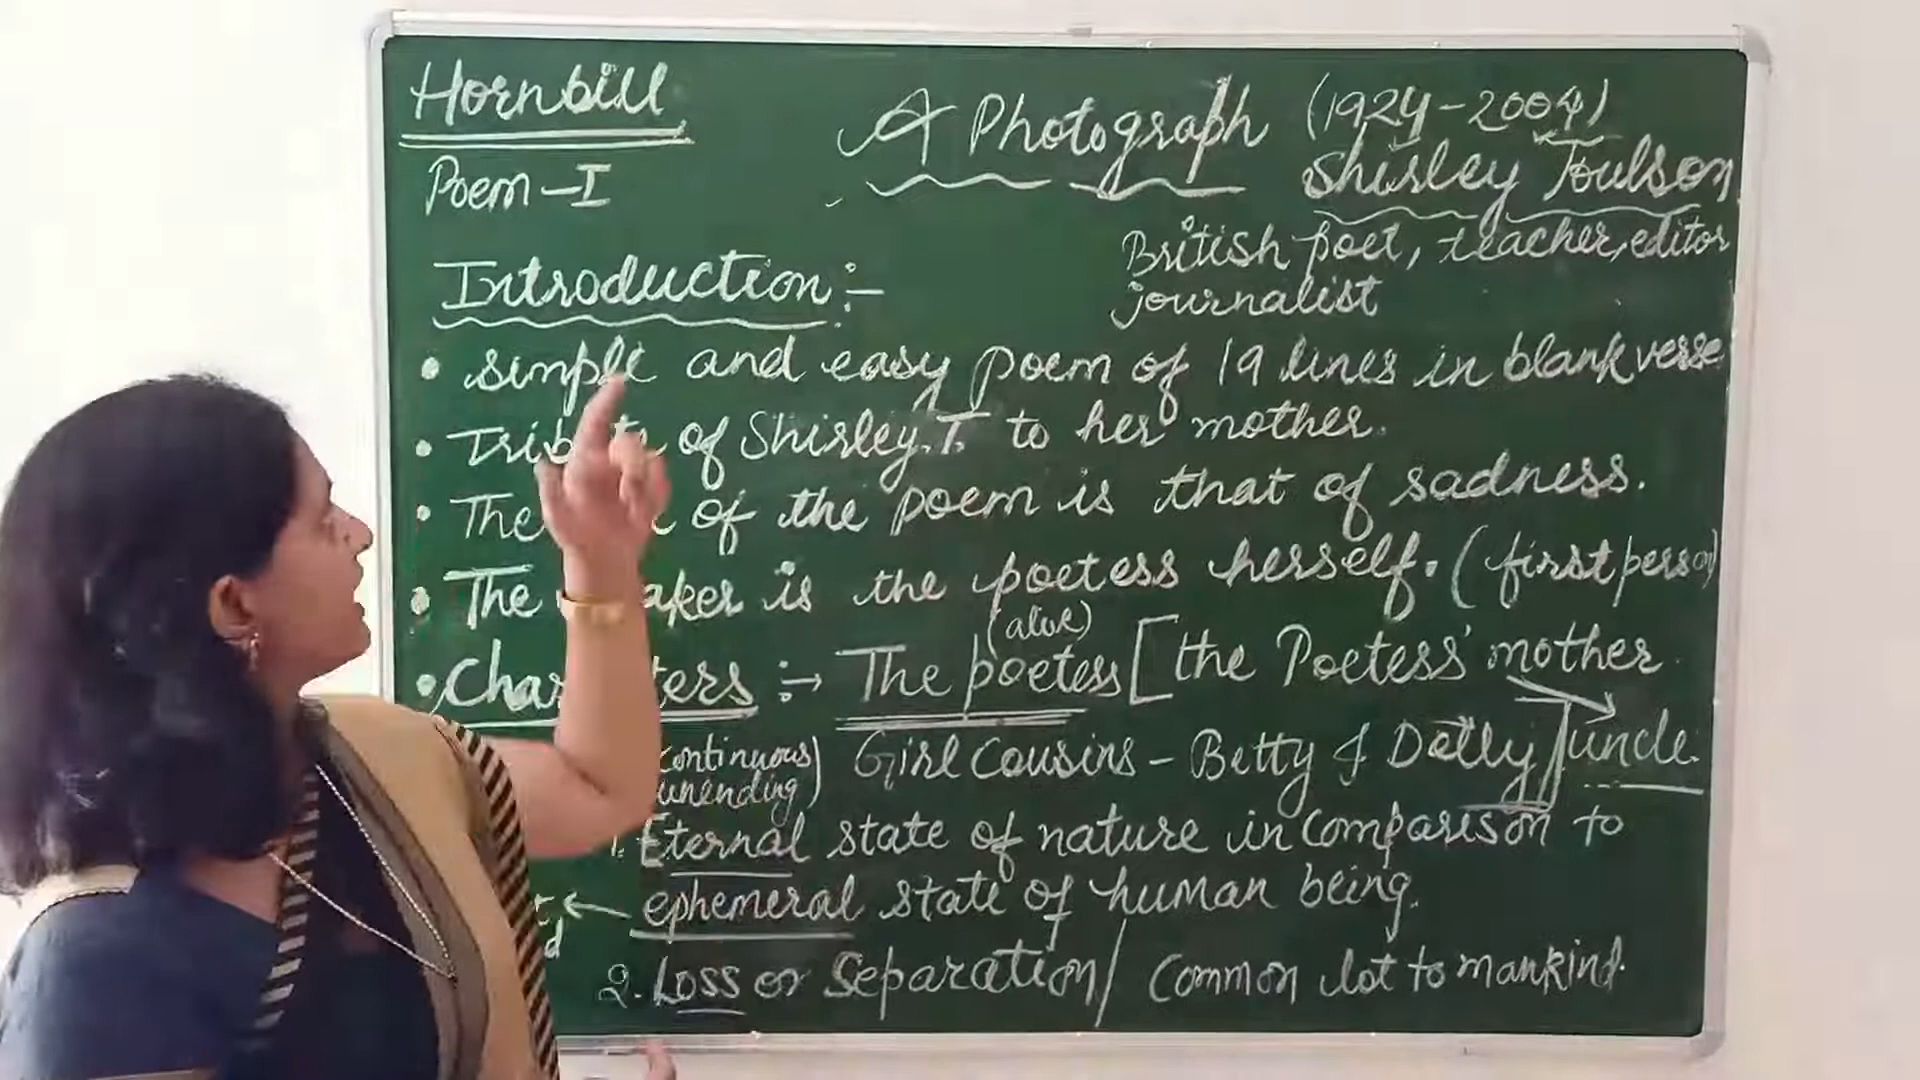 Hornbill
A Photograph (1924-2004)
Poem-I
Shirley Toulson
British poet, teacher, editor
journalist
Introduction:-
• simple and easy poem of 19 lines in blank verse
• of Shirley.T. to her mother.
• The of the poem is that of sadness.
• The is the poetess herself. (first person)
(alive)
• :→ The poetess [the Poetess' mother
(continuous Girl Cousins - Betty & Dolly] uncle.
unending)
1. Eternal state of nature in comparison to
← ephemeral state of human being.
2. Loss or Separation/ Common lot to mankind.